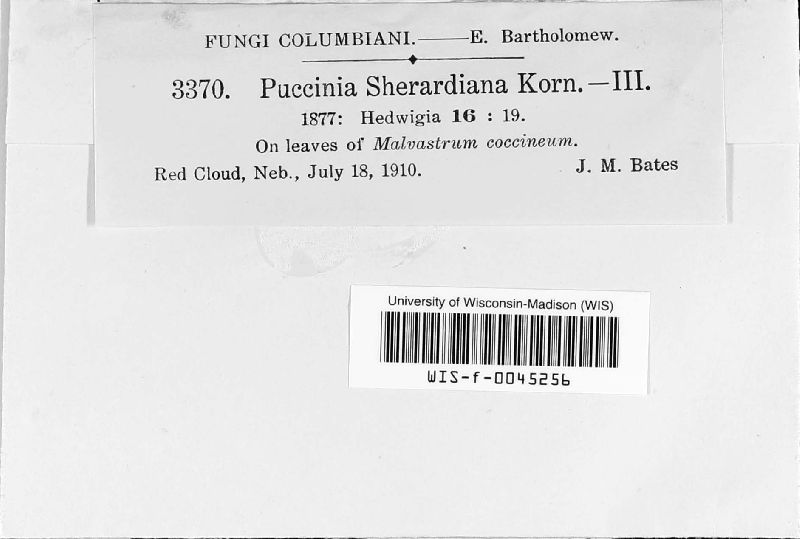 FUNGI COLUMBIANI.——E. Bartholomew.
3370. Puccinia Sherardiana Korn.—III.
1877: Hedwigia 16 : 19.
On leaves of Malvastrum coccineum.
Red Cloud, Neb., July 18, 1910. J. M. Bates
University of Wisconsin-Madison (WIS)
WIS-f-0045256